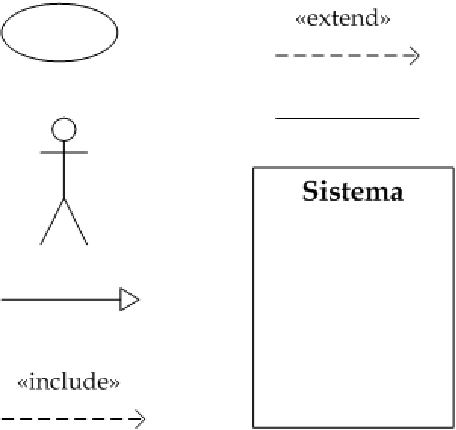 «extend»
Sistema
«include»